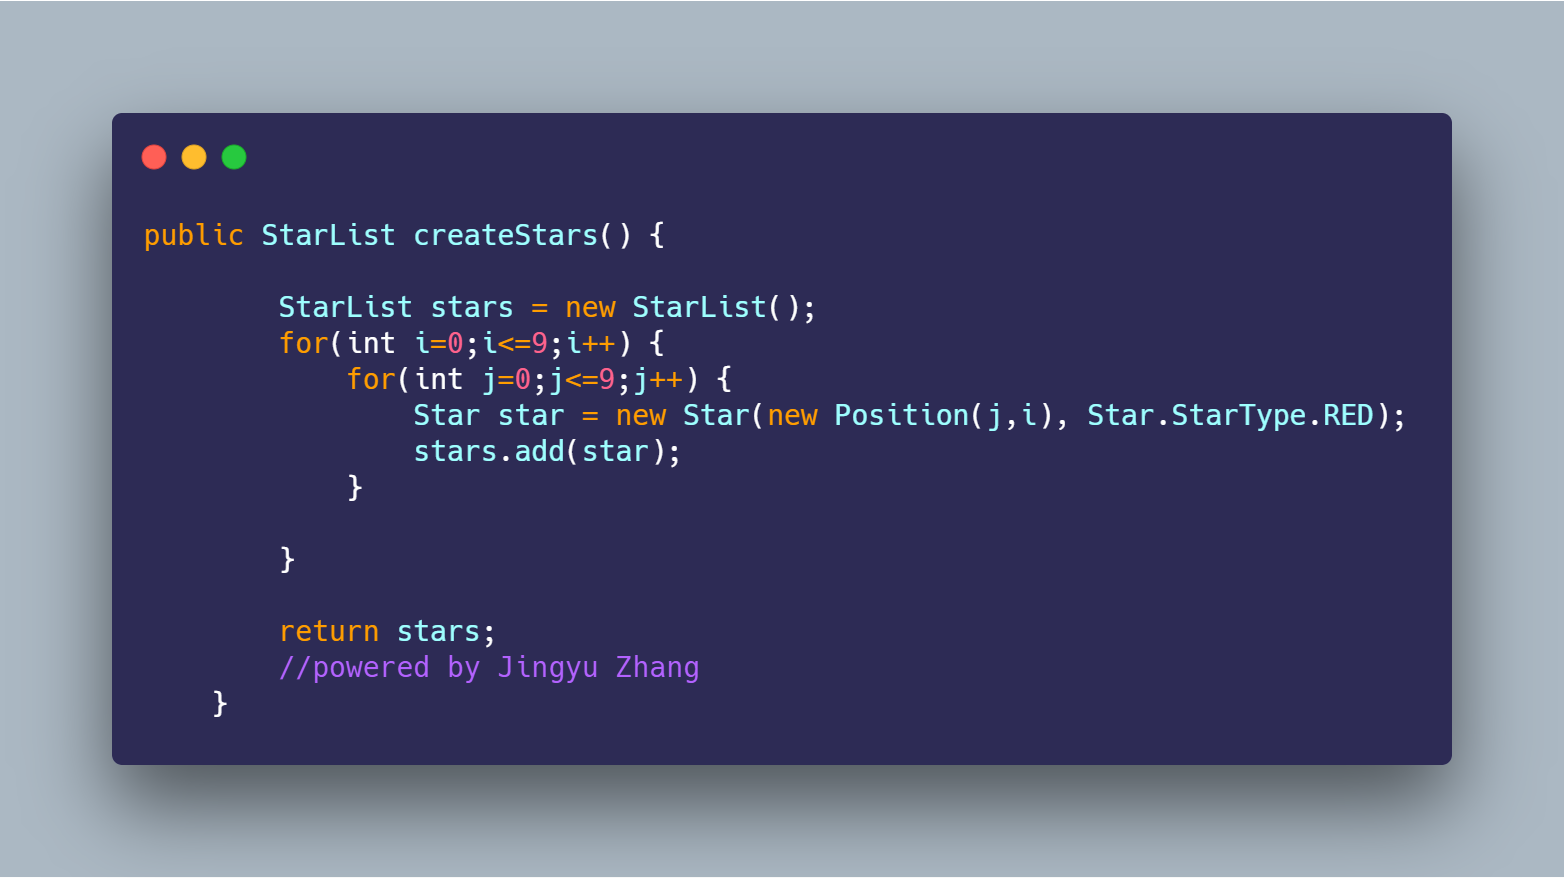 public StarList createStars() {
StarList stars = new StarList();
for(int i=0;i<=9;i++) {
for(int j=0;j<=9;j++) {
Star star = new Star(new Position(j,i), Star.StarType.RED);
stars.add(star);
}
}
return stars;
//powered by Jingyu Zhang
}